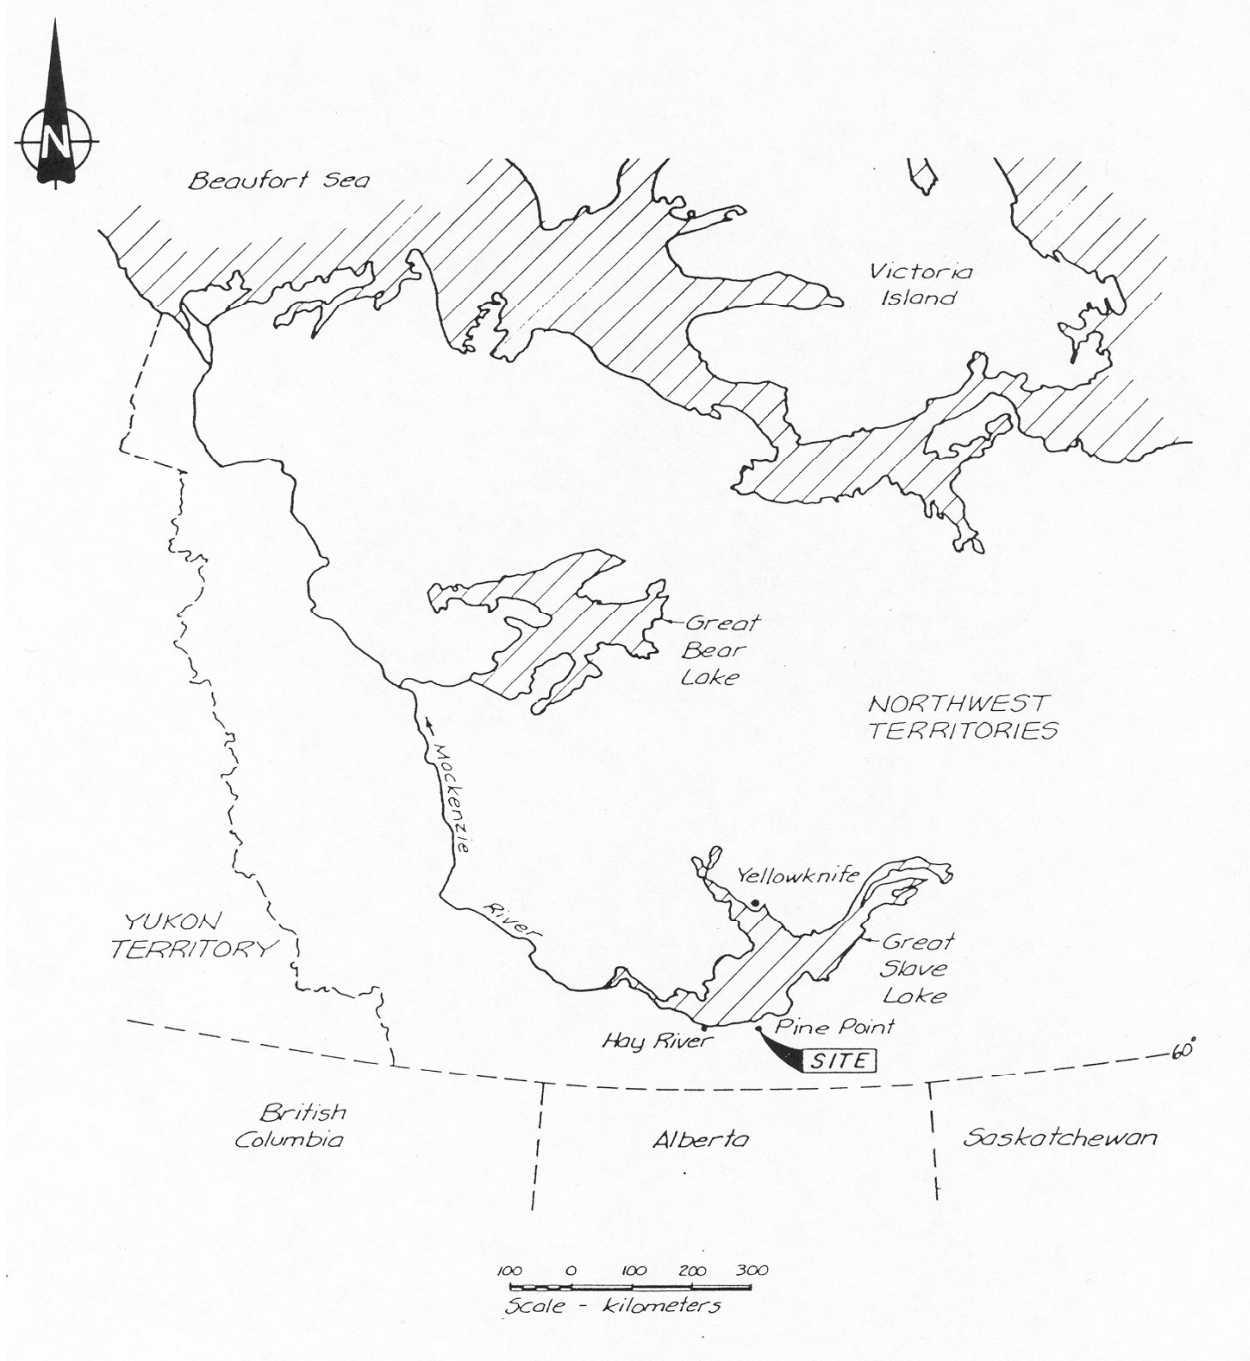 N
Beaufort Sea
Victoria
Island
Great
Bear
Lake
NORTHWEST
TERRITORIES
Mackenzie
River
Yellowknife
YUKON
TERRITORY
Great
Slave
Lake
Hay River
Pine Point
SITE
60°
British
Columbia
Alberta
Saskatchewan
100 0 100 200 300
Scale - kilometers